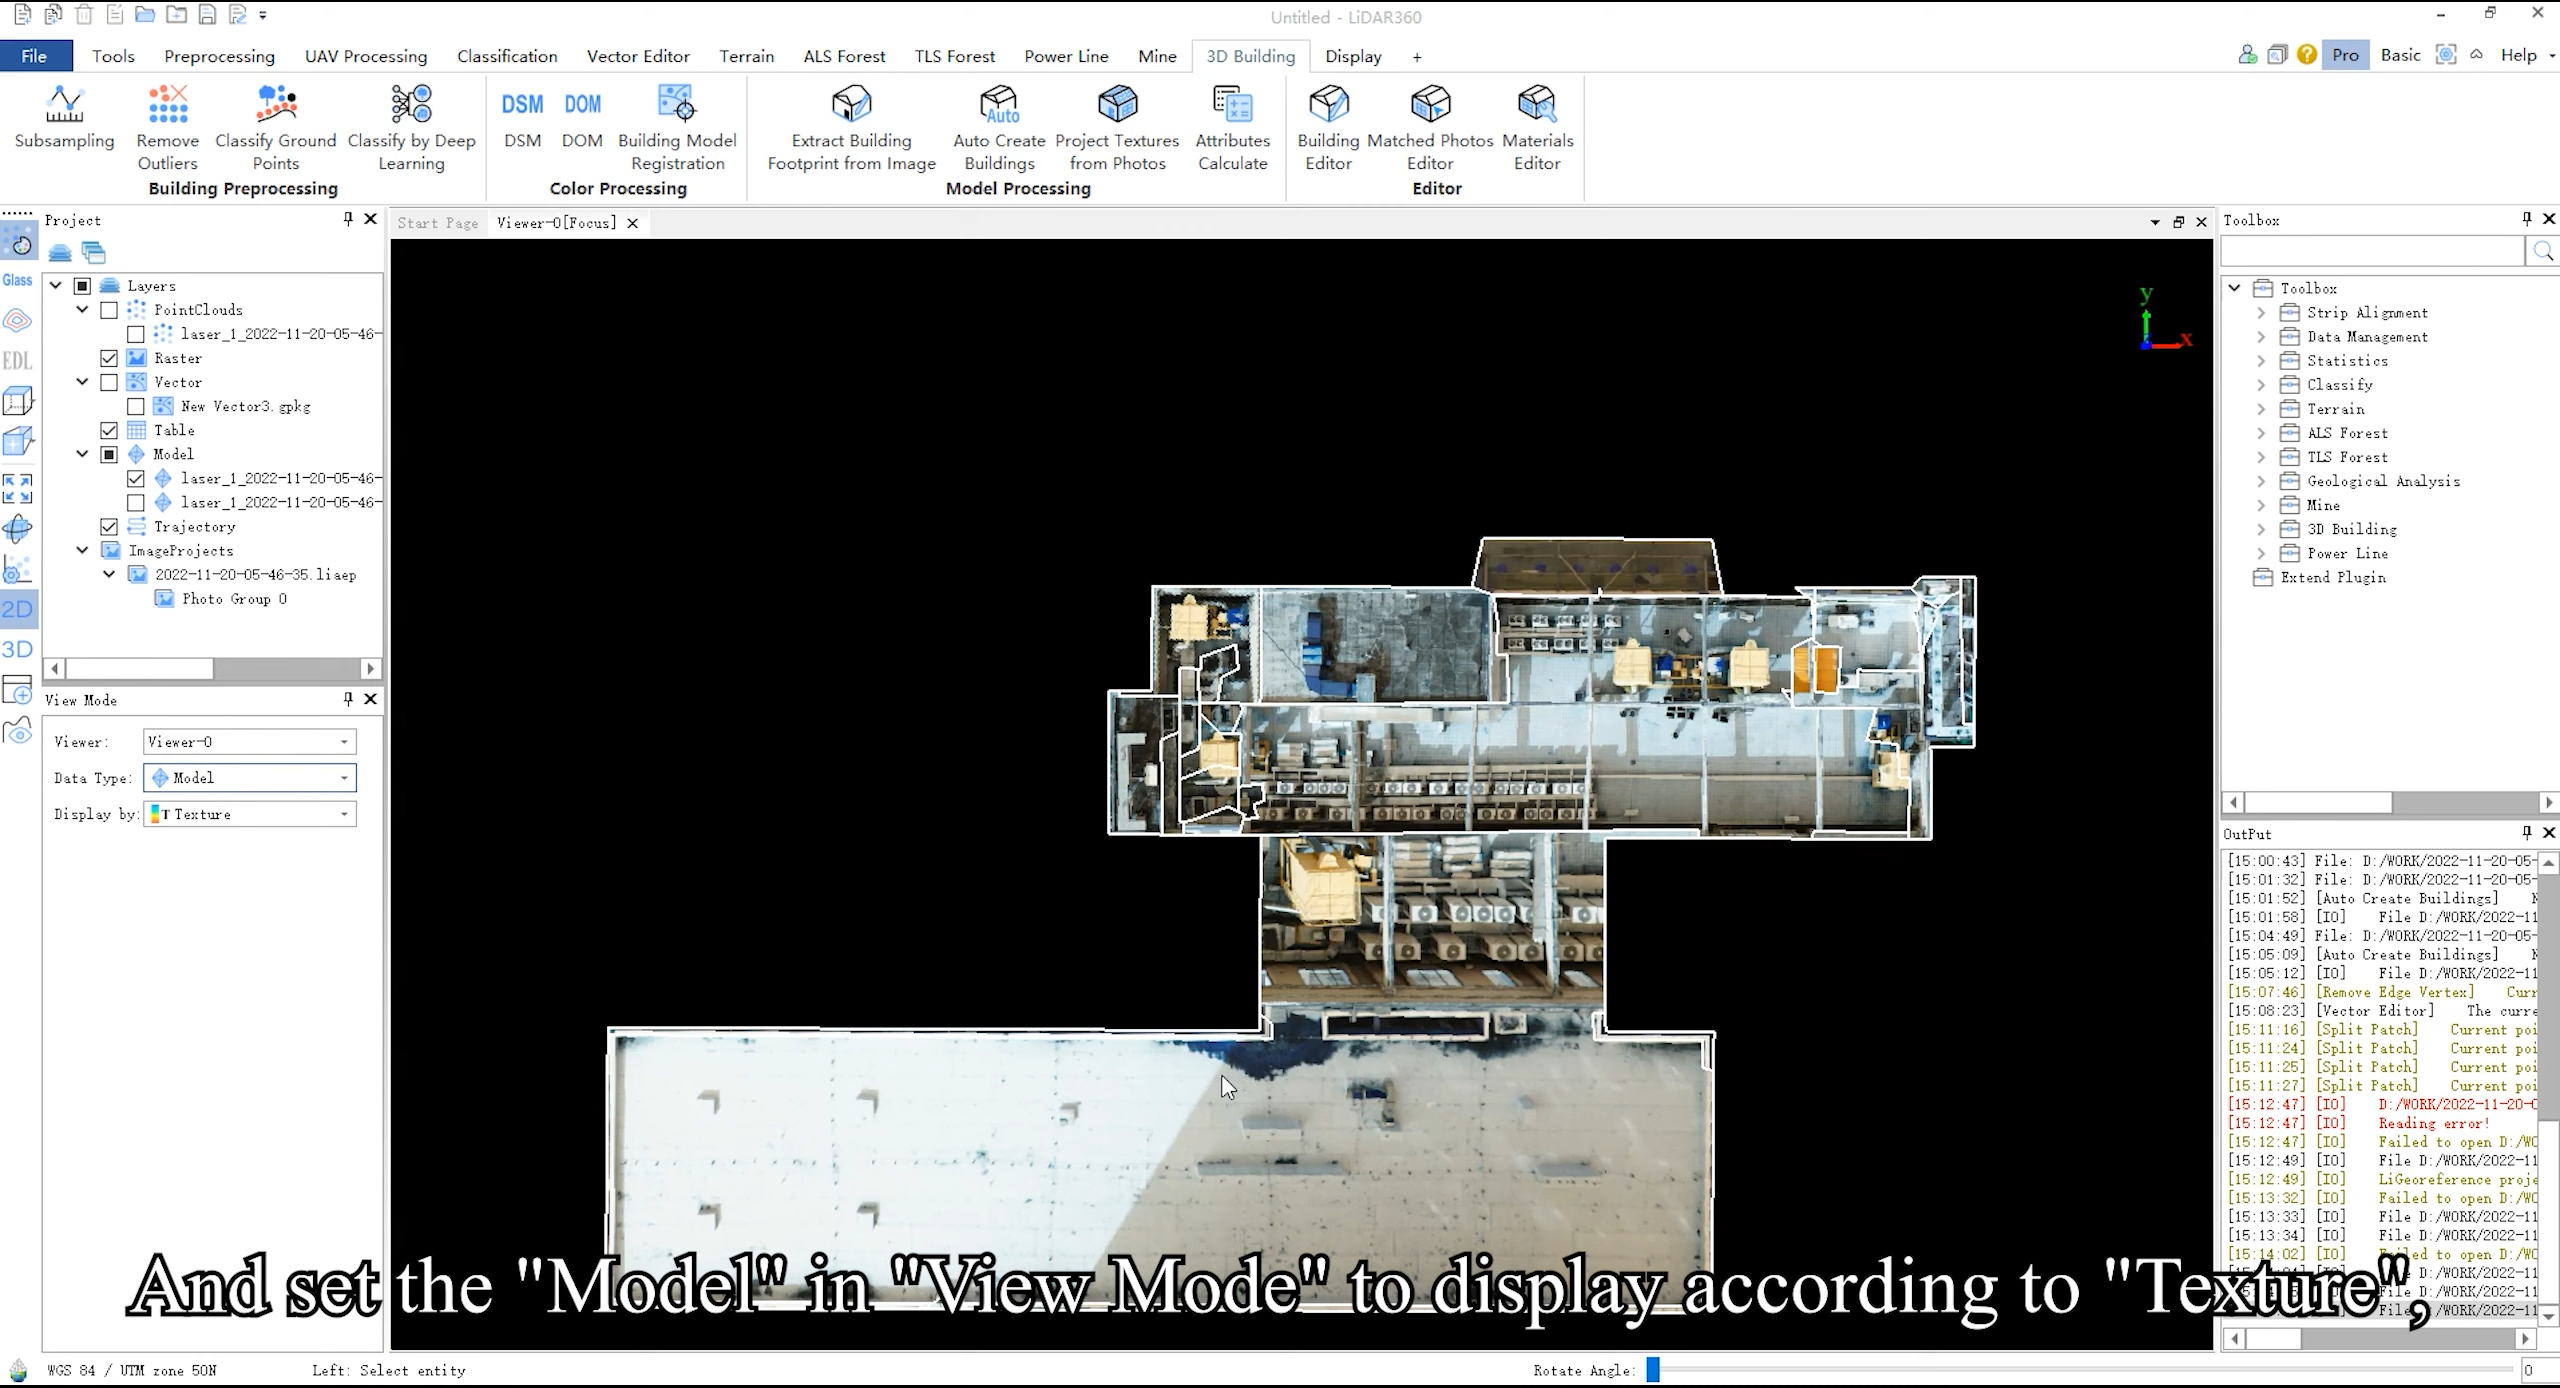 Untitled - LiDAR360
File Tools Preprocessing UAV Processing Classification Vector Editor Terrain ALS Forest TLS Forest Power Line Mine 3D Building Display +
Pro Basic Help
Subsampling
Remove Outliers
Classify Ground Points
Classify by Deep Learning
Building Preprocessing
DSM
DSM
DOM
DOM
Building Model Registration
Color Processing
Extract Building Footprint from Image
Auto
Auto Create Buildings
Project Textures from Photos
Attributes Calculate
Model Processing
Building Editor
Matched Photos Editor
Materials Editor
Editor
Glass
EDL
2D
3D
Project
Layers
PointClouds
laser_1_2022-11-20-05-46-
Raster
Vector
New Vector3.gpkg
Table
Model
laser_1_2022-11-20-05-46-
laser_1_2022-11-20-05-46-
Trajectory
ImageProjects
2022-11-20-05-46-35.liaep
Photo Group 0
View Mode
Viewer: Viewer-0
Data Type: Model
Display by: T Texture
Start Page Viewer-0[Focus]
y
x
Toolbox
Toolbox
Strip Alignment
Data Management
Statistics
Classify
Terrain
ALS Forest
TLS Forest
Geological Analysis
Mine
3D Building
Power Line
Extend Plugin
OutPut
[15:00:43] File: D:/WORK/2022-11-20-05-
[15:01:32] File: D:/WORK/2022-11-20-05-
[15:01:52] [Auto Create Buildings]
[15:01:58] [IO] File D:/WORK/2022-11
[15:04:49] File: D:/WORK/2022-11-20-05-
[15:05:09] [Auto Create Buildings]
[15:05:12] [IO] File D:/WORK/2022-11
[15:07:46] [Remove Edge Vertex] Curr
[15:08:23] [Vector Editor] The curre
[15:11:16] [Split Patch] Current poi
[15:11:24] [Split Patch] Current poi
[15:11:25] [Split Patch] Current poi
[15:11:27] [Split Patch] Current poi
[15:12:47] [IO] D:/WORK/2022-11-20-0
[15:12:47] [IO] Reading error!
[15:12:47] [IO] Failed to open D:/WO
[15:12:49] [IO] File D:/WORK/2022-11
[15:12:49] [IO] LiGeoreference proje
[15:13:32] [IO] Failed to open D:/WO
[15:13:33] [IO] File D:/WORK/2022-11
[15:13:34] [IO] File D:/WORK/2022-11
[15:14:02] [IO] Failed to open D:/WO
And set the "Model" in "View Mode" to display according to "Texture",
WGS 84 / UTM zone 50N
Left: Select entity
Rotate Angle: 0